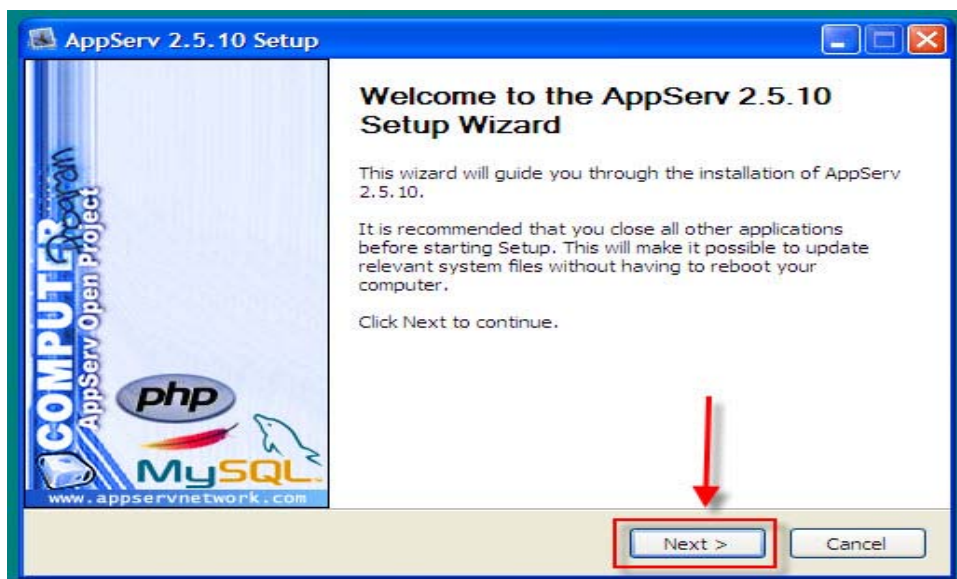 AppServ 2.5.10 Setup
COMPUTER
Program
AppServ Open Project
php
MySQL
www.appservnetwork.com
Welcome to the AppServ 2.5.10
Setup Wizard
This wizard will guide you through the installation of AppServ
2.5.10.
It is recommended that you close all other applications
before starting Setup. This will make it possible to update
relevant system files without having to reboot your
computer.
Click Next to continue.
Next >
Cancel